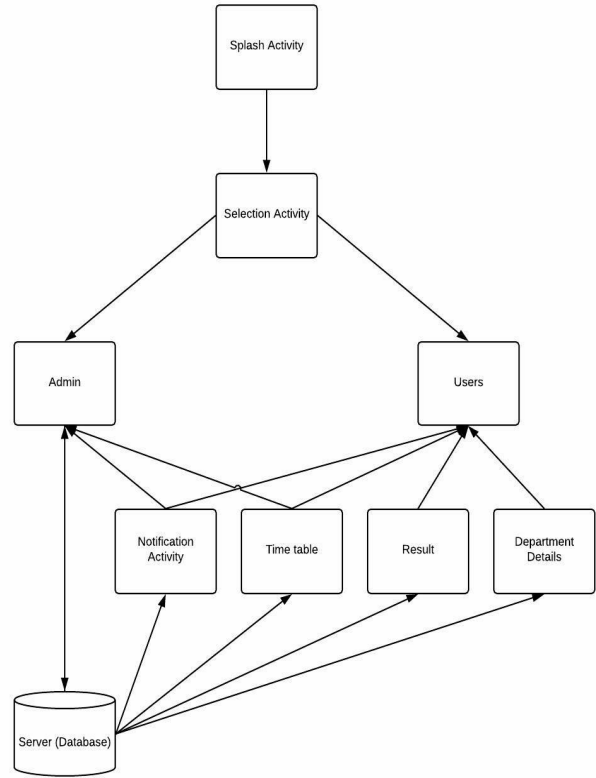 Splash Activity
Selection Activity
Admin
Users
Notification
Activity
Time table
Result
Department
Details
Server (Database)